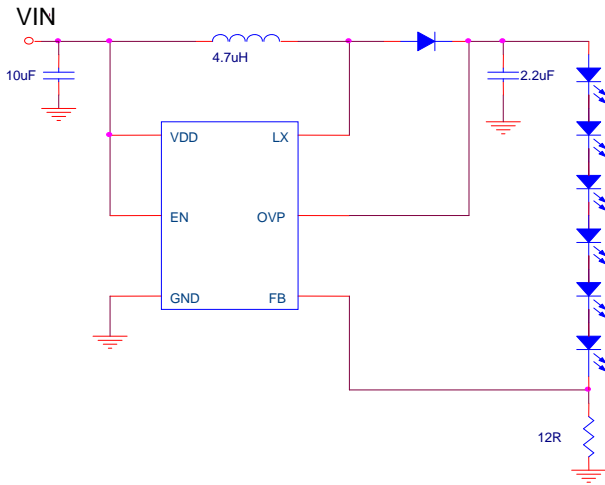 VIN
4.7uH
10uF
2.2uF
VDD
LX
EN
OVP
GND
FB
12R